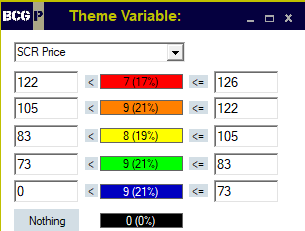 BCG P Theme Variable:
SCR Price
122 < 7 (17%) <= 126
105 < 9 (21%) <= 122
83 < 8 (19%) <= 105
73 < 9 (21%) <= 83
0 < 9 (21%) <= 73
Nothing 0 (0%)